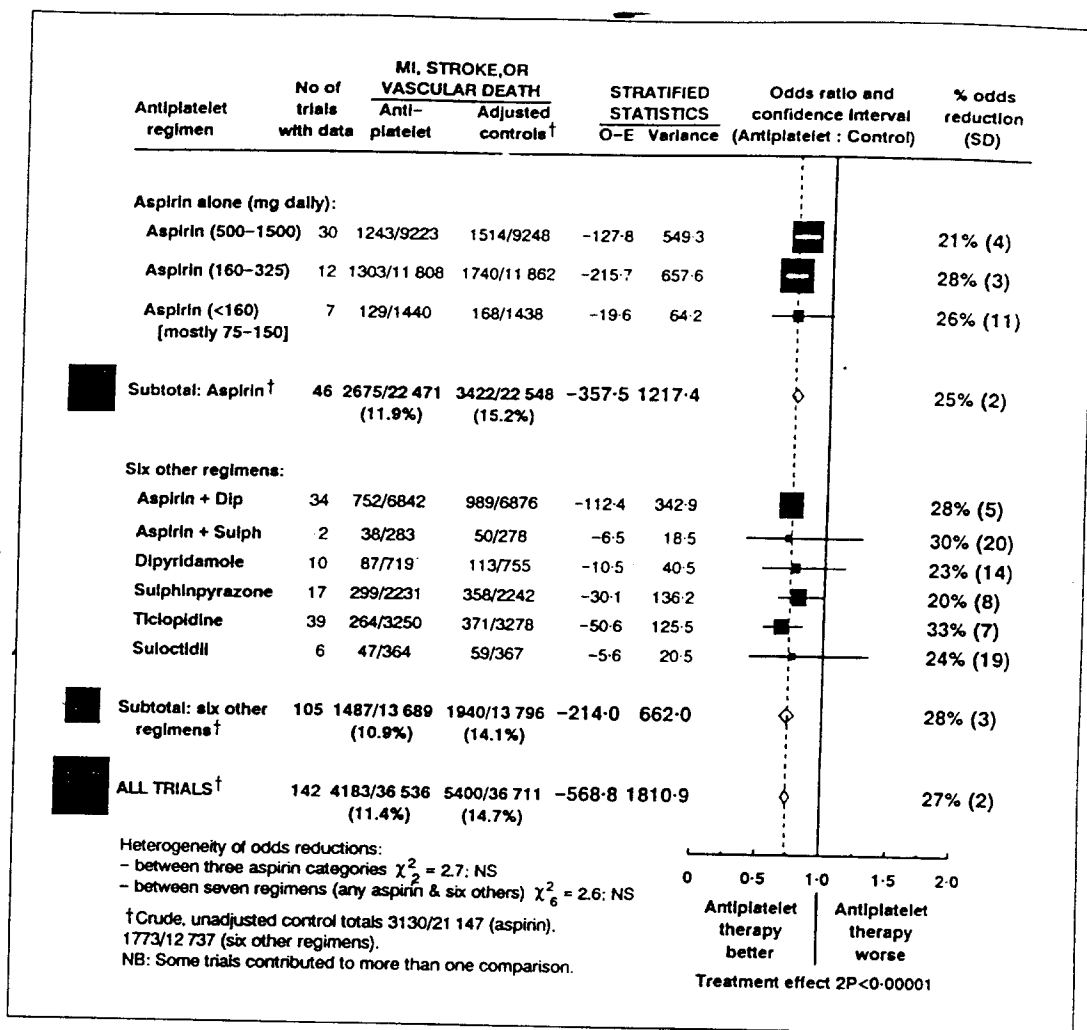 MI, STROKE, OR
No of VASCULAR DEATH STRATIFIED Odds ratio and % odds
Antiplatelet trials Anti- Adjusted STATISTICS confidence interval reduction
regimen with data platelet controls† O-E Variance (Antiplatelet : Control) (SD)
Aspirin alone (mg daily):
Aspirin (500-1500) 30 1243/9223 1514/9248 -127·8 549·3 21% (4)
Aspirin (160-325) 12 1303/11 808 1740/11 862 -215·7 657·6 28% (3)
Aspirin (<160) 7 129/1440 168/1438 -19·6 64·2 26% (11)
[mostly 75-150]
Subtotal: Aspirin† 46 2675/22 471 3422/22 548 -357·5 1217·4 25% (2)
(11.9%) (15.2%)
Six other regimens:
Aspirin + Dip 34 752/6842 989/6876 -112·4 342·9 28% (5)
Aspirin + Sulph 2 38/283 50/278 -6·5 18·5 30% (20)
Dipyridamole 10 87/719 113/755 -10·5 40·5 23% (14)
Sulphinpyrazone 17 299/2231 358/2242 -30·1 136·2 20% (8)
Ticlopidine 39 264/3250 371/3278 -50·6 125·5 33% (7)
Suloctidil 6 47/364 59/367 -5·6 20·5 24% (19)
Subtotal: six other 105 1487/13 689 1940/13 796 -214·0 662·0 28% (3)
regimens† (10.9%) (14.1%)
ALL TRIALS† 142 4183/36 536 5400/36 711 -568·8 1810·9 27% (2)
(11.4%) (14.7%)
Heterogeneity of odds reductions:
- between three aspirin categories χ²₂ = 2.7: NS
- between seven regimens (any aspirin & six others) χ²₆ = 2.6: NS
†Crude, unadjusted control totals 3130/21 147 (aspirin).
1773/12 737 (six other regimens).
NB: Some trials contributed to more than one comparison.
0 0·5 1·0 1·5 2·0
Antiplatelet Antiplatelet
therapy therapy
better worse
Treatment effect 2P<0·00001